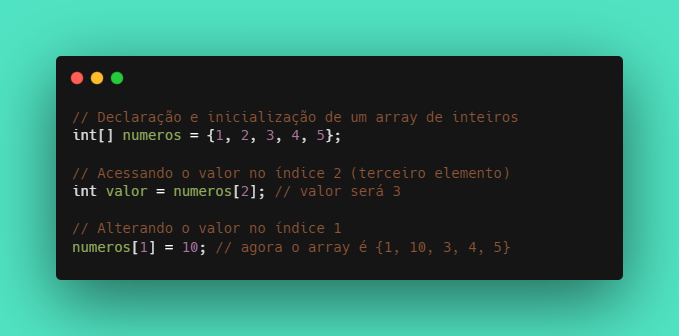 // Declaração e inicialização de um array de inteiros
int[] numeros = {1, 2, 3, 4, 5};
// Acessando o valor no índice 2 (terceiro elemento)
int valor = numeros[2]; // valor será 3
// Alterando o valor no índice 1
numeros[1] = 10; // agora o array é {1, 10, 3, 4, 5}